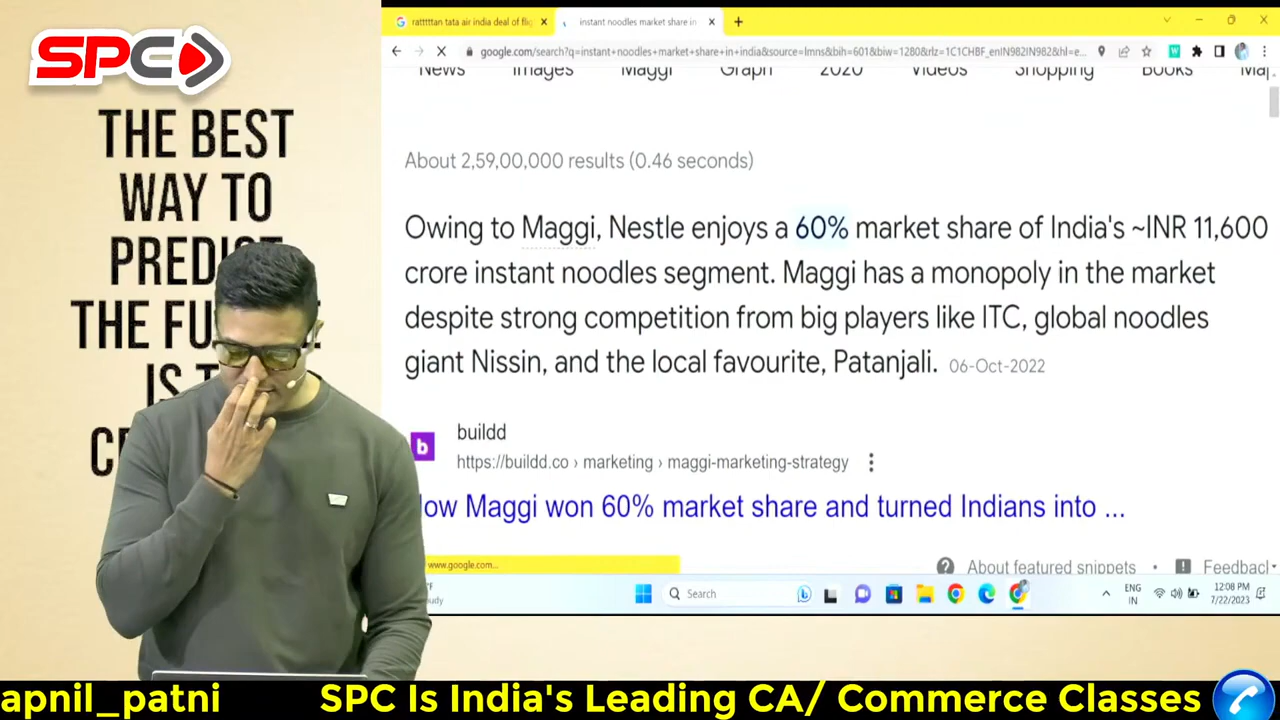 SPC
THE BEST
WAY TO
PREDICT
THE FU
IS T
rattttan tata air india deal of flig
instant noodles market share in
google.com/search?q=instant+noodles+market+share+in+india&source=lmns&bih=601&biw=1280&rlz=1C1CHBF_enIN982IN982&hl=e...
News Images Maggi Graph 2020 Videos Shopping Books Map
About 2,59,00,000 results (0.46 seconds)
Owing to Maggi, Nestle enjoys a 60% market share of India's ~INR 11,600
crore instant noodles segment. Maggi has a monopoly in the market
despite strong competition from big players like ITC, global noodles
giant Nissin, and the local favourite, Patanjali. 06-Oct-2022
b
buildd
https://buildd.co › marketing › maggi-marketing-strategy
low Maggi won 60% market share and turned Indians into ...
www.google.com...
About featured snippets • Feedbacl
Search
ENG
IN
12:08 PM
7/22/2023
apnil_patni SPC Is India's Leading CA/ Commerce Classes